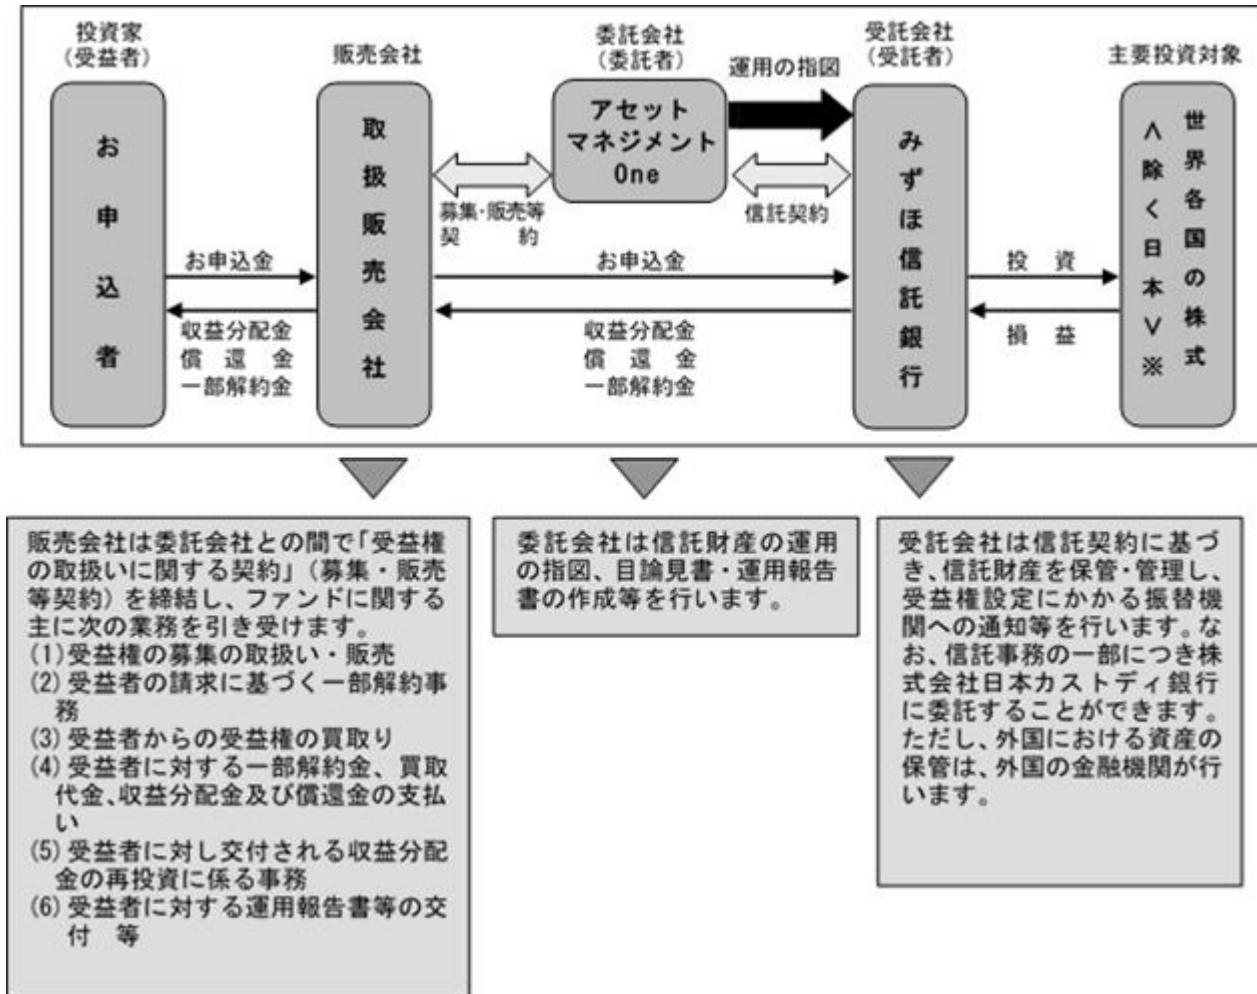 投資家
(受益者)
販売会社
委託会社
(委託者)
受託会社
(受託者)
主要投資対象
お申込者
取扱販売会社
アセット
マネジメント
One
運用の指図
みずほ信託銀行
世界各国の株式
＜除く日本＞※
募集・販売等
契　　約
信託契約
お申込金
お申込金
投　資
収益分配金
償　還　金
一部解約金
収益分配金
償　還　金
一部解約金
損　益
販売会社は委託会社との間で「受益権
の取扱いに関する契約」（募集・販売
等契約）を締結し、ファンドに関する
主に次の業務を引き受けます。
(1)受益権の募集の取扱い・販売
(2)受益者の請求に基づく一部解約事
務
(3)受益者からの受益権の買取り
(4)受益者に対する一部解約金、買取
代金、収益分配金及び償還金の支払
い
(5)受益者に対し交付される収益分配
金の再投資に係る事務
(6)受益者に対する運用報告書等の交
付　等
委託会社は信託財産の運用
の指図、目論見書・運用報告
書の作成等を行います。
受託会社は信託契約に基づ
き、信託財産を保管・管理し、
受益権設定にかかる振替機
関への通知等を行います。な
お、信託事務の一部につき株
式会社日本カストディ銀行
に委託することができます。
ただし、外国における資産の
保管は、外国の金融機関が行
います。